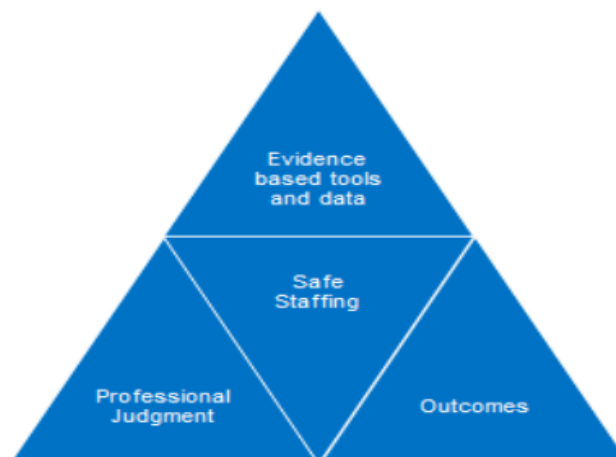 Evidence
based tools
and data
Safe
Staffing
Professional
Judgment
Outcomes